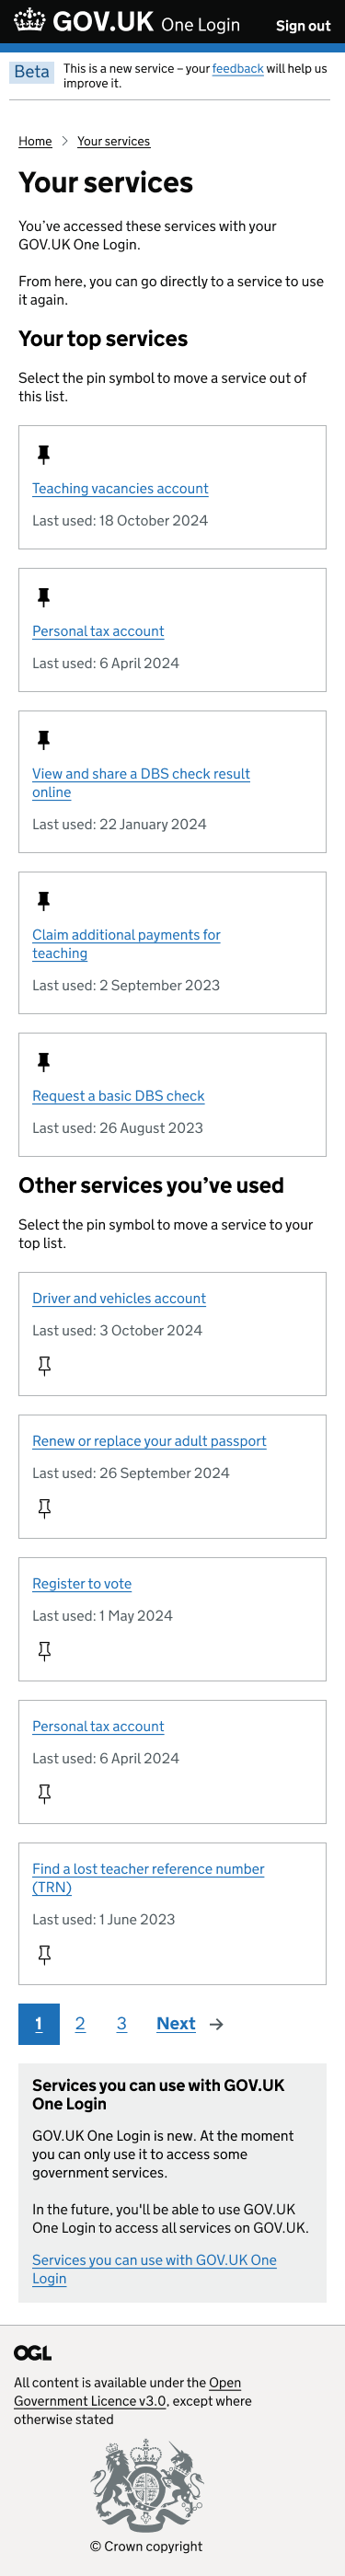 GOV.UK One Login Sign out
Beta This is a new service – your feedback will help us
improve it.
Home Your services
Your services
You’ve accessed these services with your
GOV.UK One Login.
From here, you can go directly to a service to use
it again.
Your top services
Select the pin symbol to move a service out of
this list.
Teaching vacancies account
Last used: 18 October 2024
Personal tax account
Last used: 6 April 2024
View and share a DBS check result
online
Last used: 22 January 2024
Claim additional payments for
teaching
Last used: 2 September 2023
Request a basic DBS check
Last used: 26 August 2023
Other services you’ve used
Select the pin symbol to move a service to your
top list.
Driver and vehicles account
Last used: 3 October 2024
Renew or replace your adult passport
Last used: 26 September 2024
Register to vote
Last used: 1 May 2024
Personal tax account
Last used: 6 April 2024
Find a lost teacher reference number
(TRN)
Last used: 1 June 2023
1 2 3 Next
Services you can use with GOV.UK
One Login
GOV.UK One Login is new. At the moment
you can only use it to access some
government services.
In the future, you'll be able to use GOV.UK
One Login to access all services on GOV.UK.
Services you can use with GOV.UK One
Login
OGL
All content is available under the Open
Government Licence v3.0, except where
otherwise stated
© Crown copyright